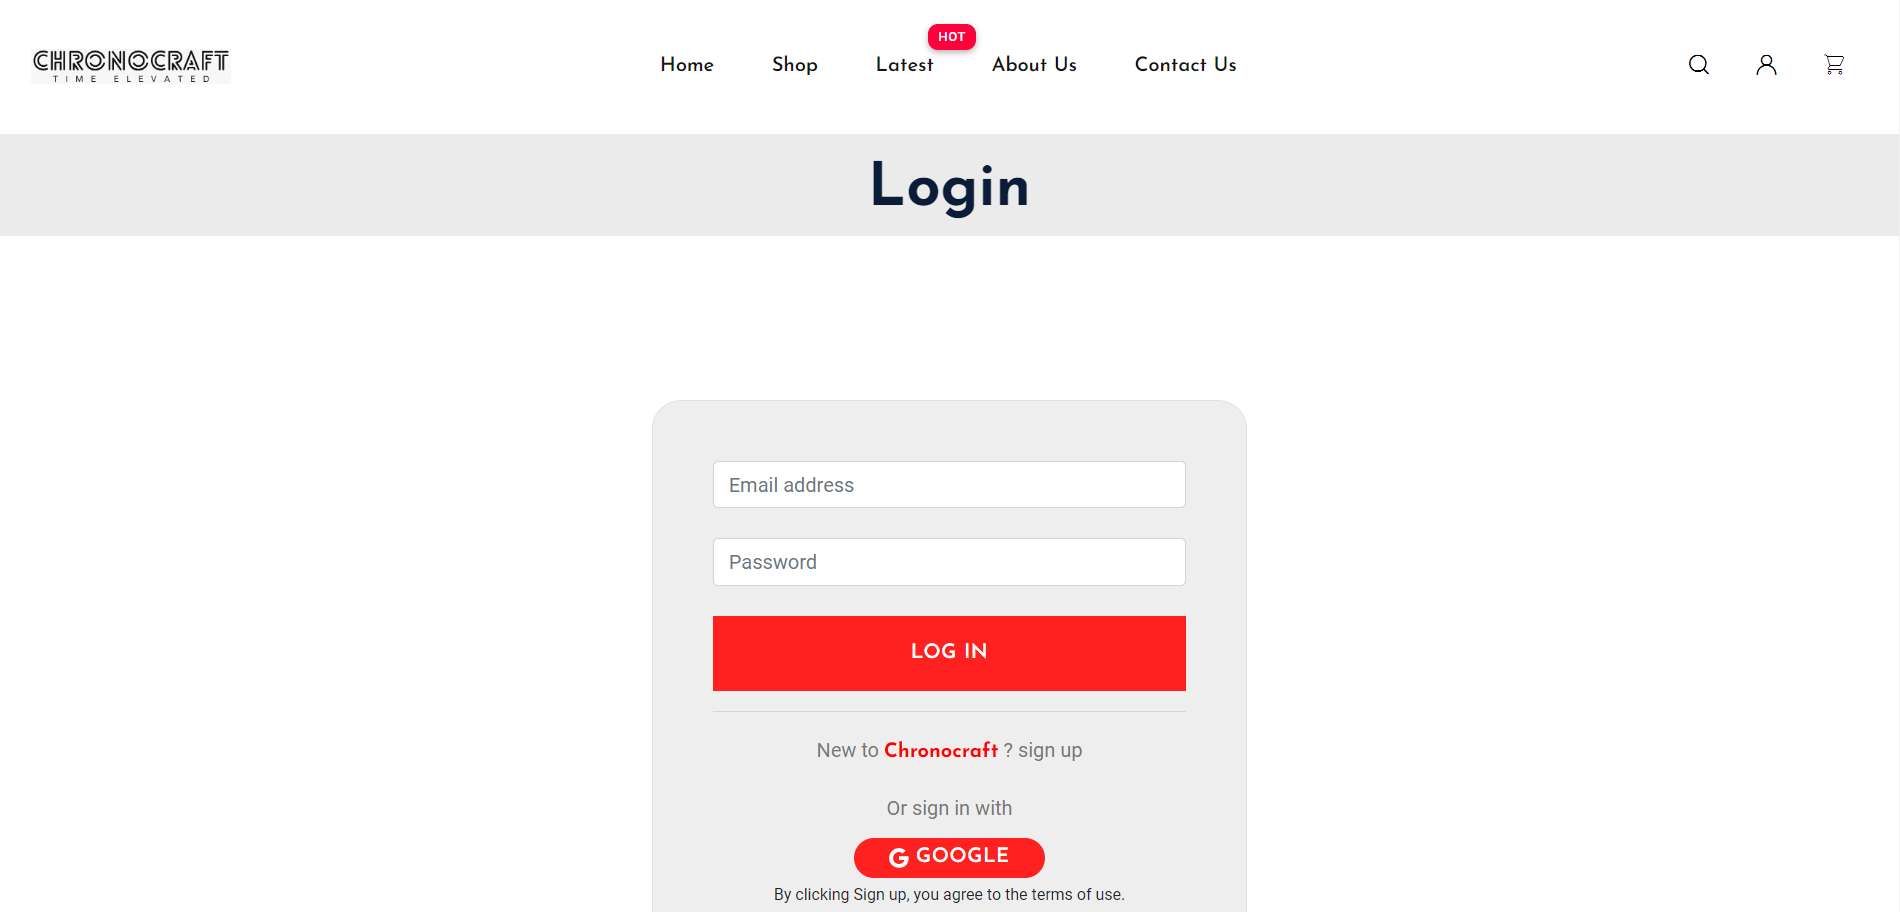 CHRONOCRAFT
TIME ELEVATED
Home Shop Latest HOT About Us Contact Us
Login
Email address
Password
LOG IN
New to Chronocraft ? sign up
Or sign in with
GOOGLE
By clicking Sign up, you agree to the terms of use.